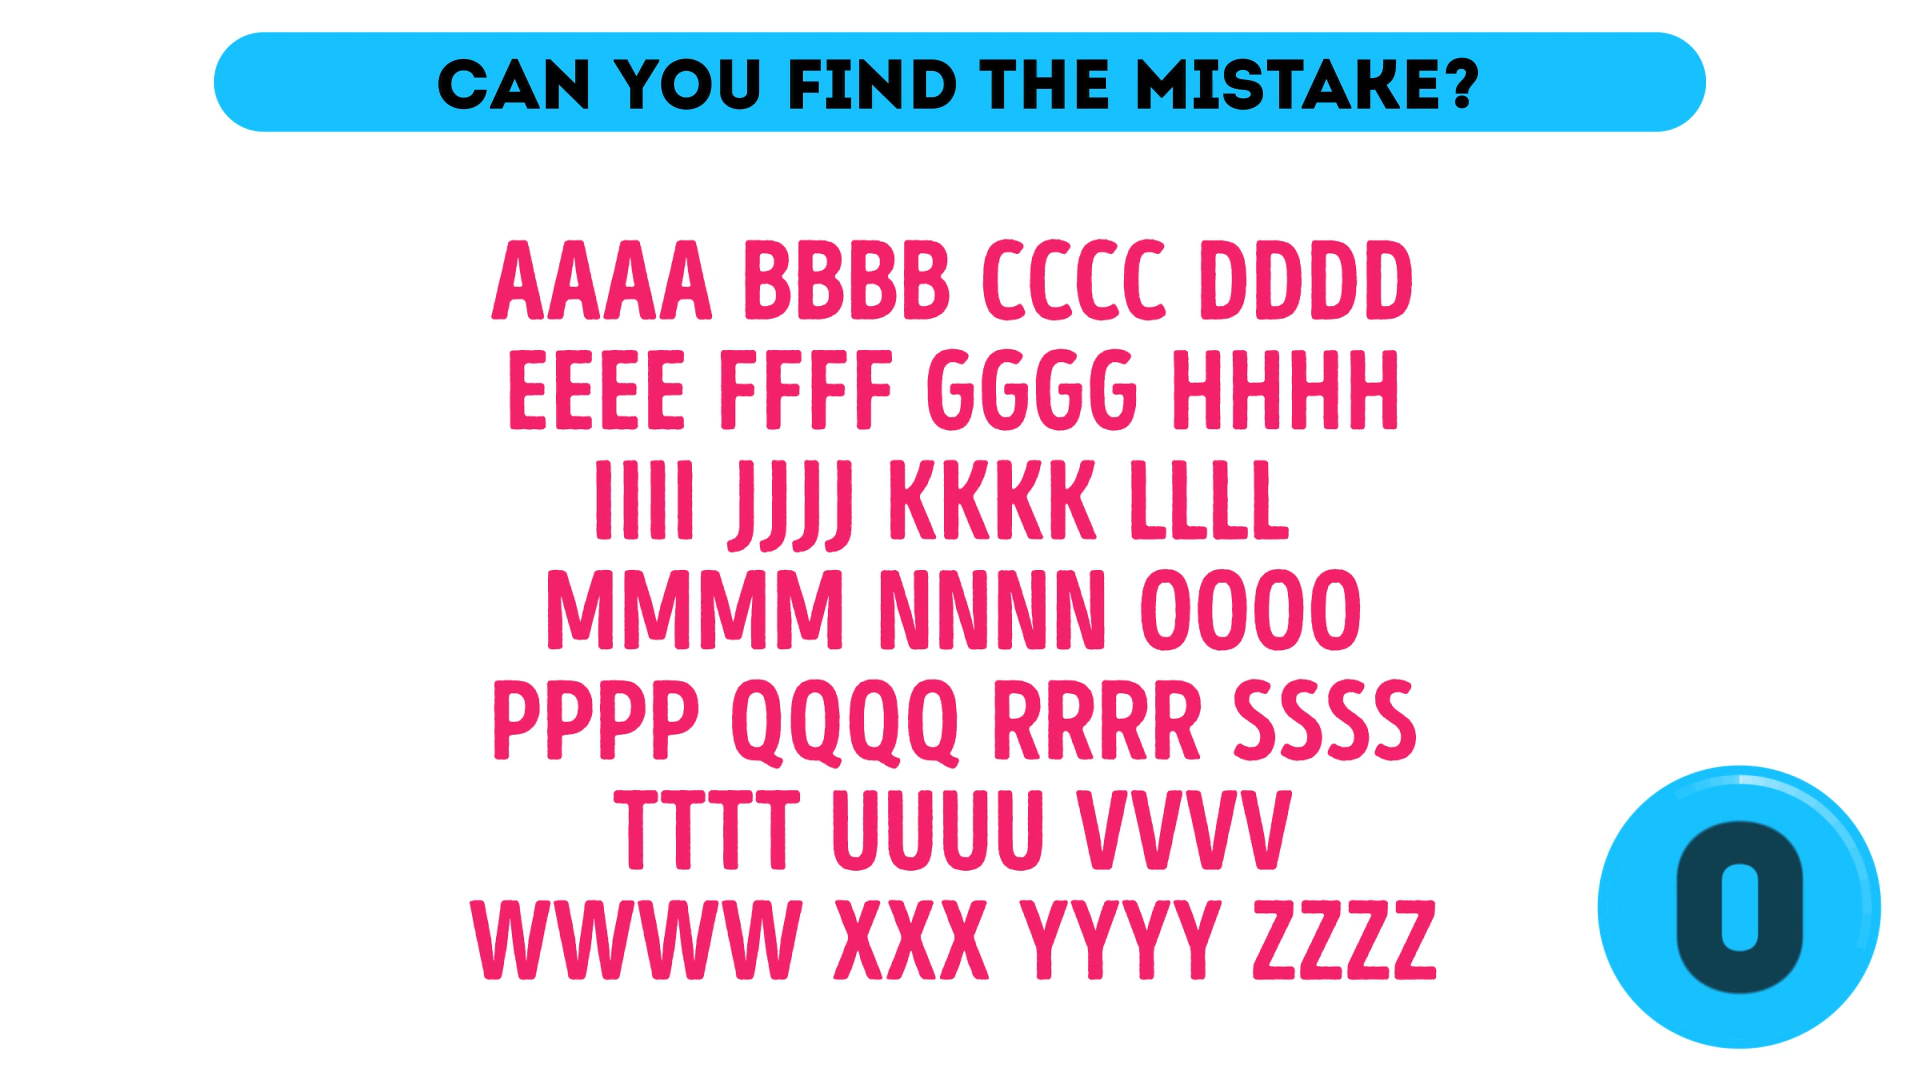 CAN YOU FIND THE MISTAKE?
AAAA BBBB CCCC DDDD
EEEE FFFF GGGG HHHH
IIII JJJJ KKKK LLLL
MMMM NNNN OOOO
PPPP QQQQ RRRR SSSS
TTTT UUUU VVVV
WWWW XXX YYYY ZZZZ
0